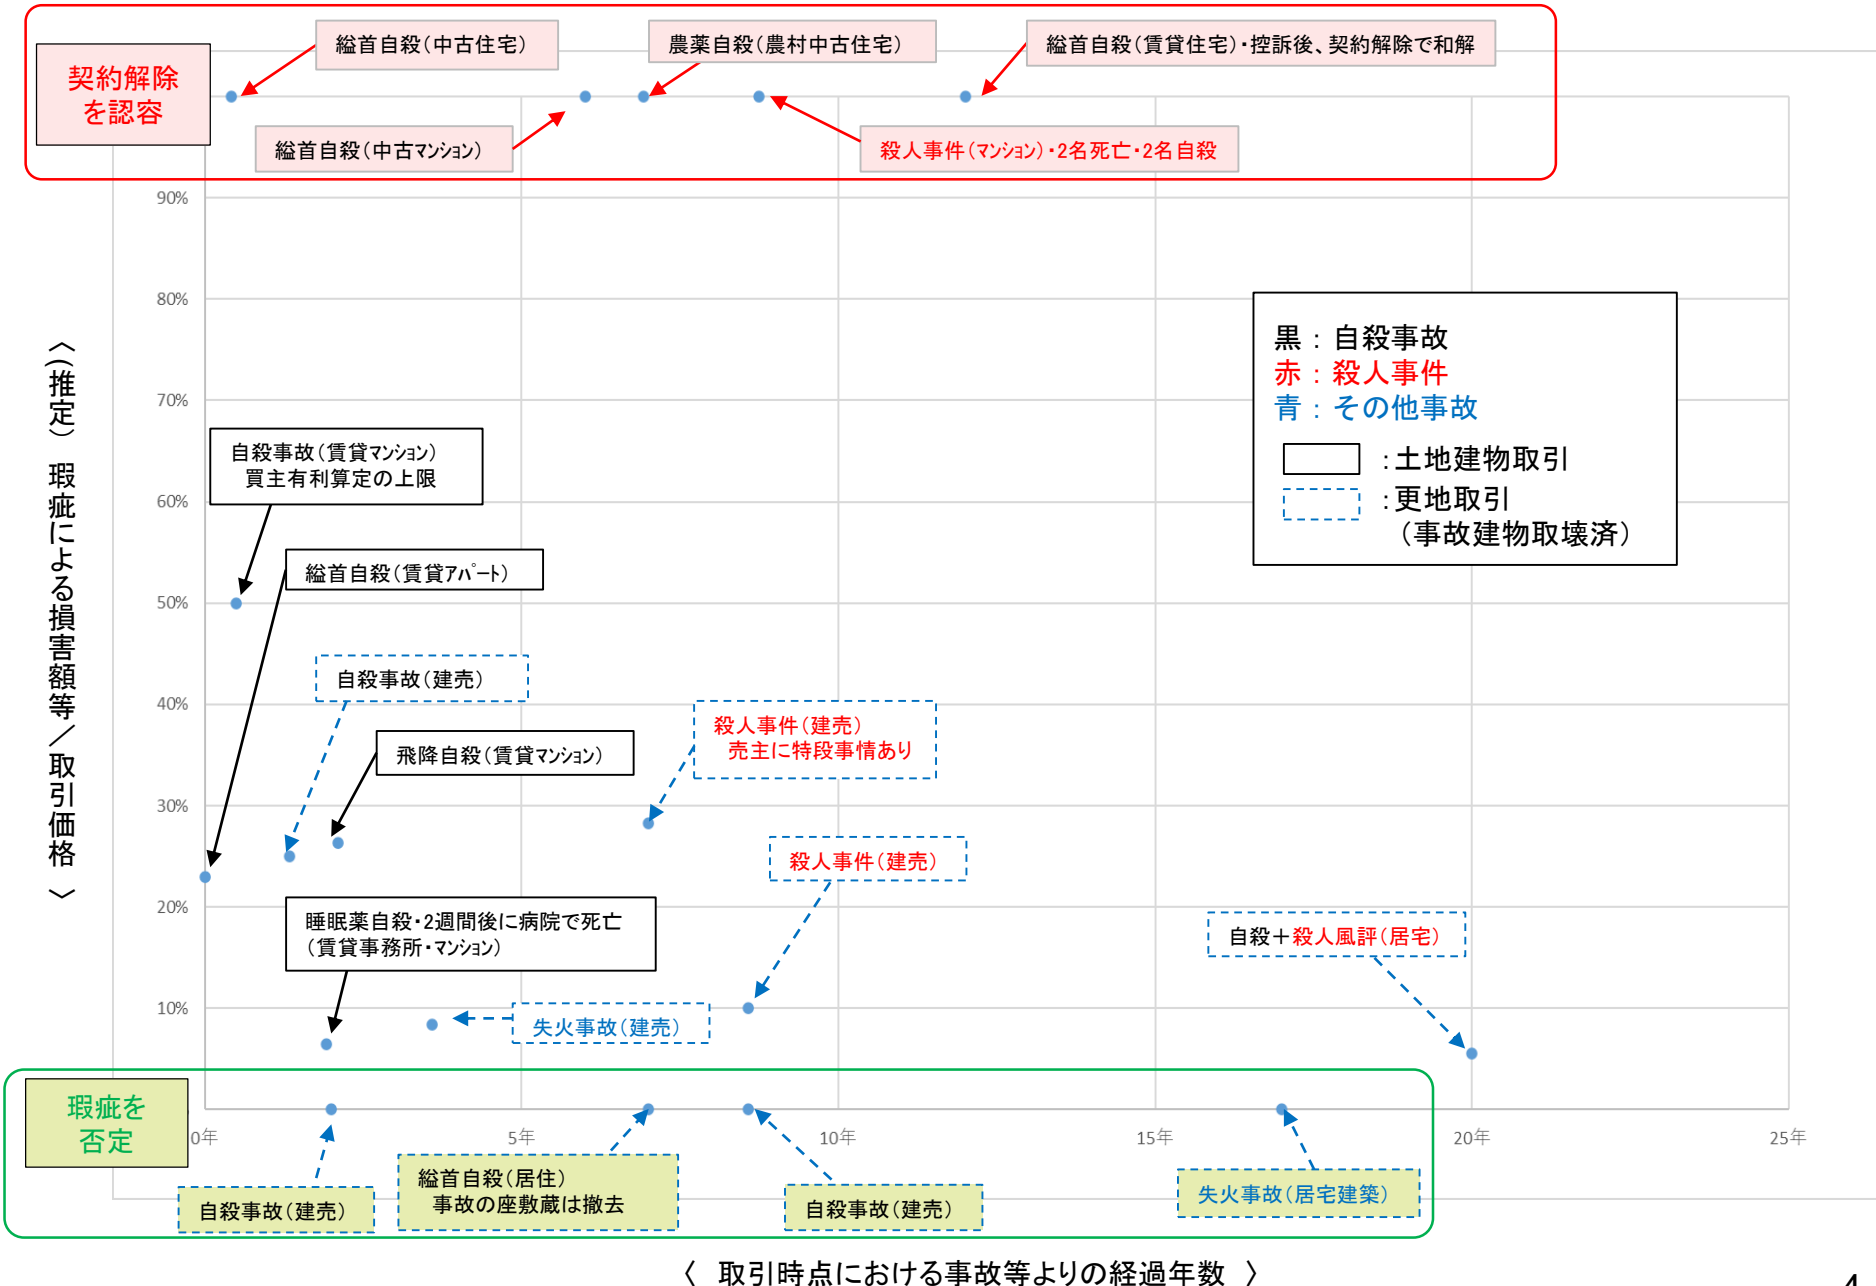 契約解除
を認容
縊首自殺（中古住宅）
農薬自殺（農村中古住宅）
縊首自殺（賃貸住宅）・控訴後、契約解除で和解
縊首自殺（中古マンション）
殺人事件（マンション）・2名死亡・2名自殺
90%
80%
70%
60%
50%
40%
30%
20%
10%
〈（推定） 瑕疵による損害額等／取引価格 〉
黒 ： 自殺事故
赤 ： 殺人事件
青 ： その他事故
：土地建物取引
：更地取引
（事故建物取壊済）
自殺事故（賃貸マンション）
買主有利算定の上限
縊首自殺（賃貸アパート）
自殺事故（建売）
飛降自殺（賃貸マンション）
殺人事件（建売）
売主に特段事情あり
殺人事件（建売）
睡眠薬自殺・2週間後に病院で死亡
（賃貸事務所・マンション）
失火事故（建売）
自殺＋殺人風評（居宅）
瑕疵を
否定
0年
5年
10年
15年
20年
25年
自殺事故（建売）
縊首自殺（居住）
事故の座敷蔵は撤去
自殺事故（建売）
失火事故（居宅建築）
〈 取引時点における事故等よりの経過年数 〉
4